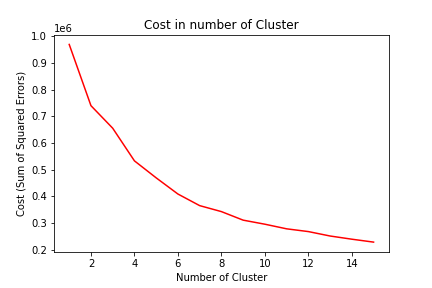 Cost in number of Cluster
1e6
1.0
0.9
0.8
0.7
0.6
0.5
0.4
0.3
0.2
Cost (Sum of Squared Errors)
2 4 6 8 10 12 14
Number of Cluster